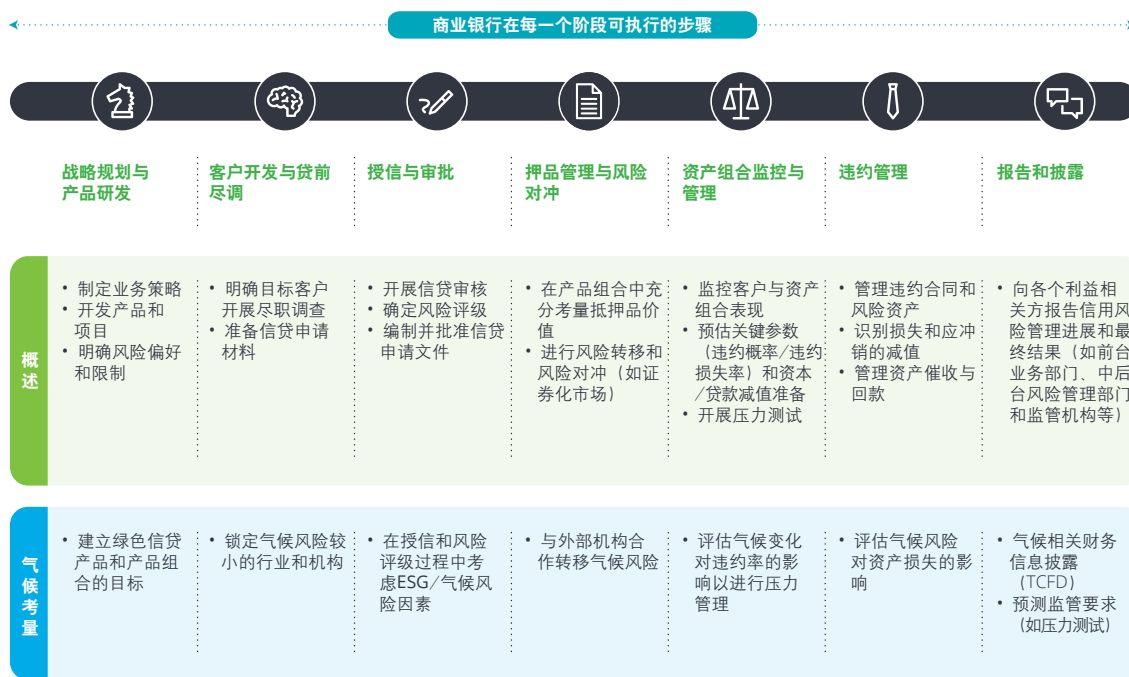 商业银行在每一个阶段可执行的步骤
战略规划与
产品研发
客户开发与贷前
尽调
授信与审批
押品管理与风险
对冲
资产组合监控与
管理
违约管理
报告和披露
概述
• 制定业务策略
• 开发产品和
项目
• 明确风险偏好
和限制
• 明确目标客户
开展尽职调查
• 准备信贷申请
材料
• 开展信贷审核
• 确定风险评级
• 编制并批准信贷
申请文件
• 在产品组合中充
分考量抵押品价
值
• 进行风险转移和
风险对冲（如证
券化市场）
• 监控客户与资产
组合表现
• 预估关键参数
（违约概率/违约
损失率）和资本
/贷款减值准备
• 开展压力测试
• 管理违约合同和
风险资产
• 识别损失和应冲
销的减值
• 管理资产催收与
回款
• 向各个利益相
关方报告信用风
险管理进展和最
终结果（如前台
业务部门、中后
台风险管理部门
和监管机构等）
气候考量
• 建立绿色信贷
产品和产品组
合的目标
• 锁定气候风险较
小的行业和机构
• 在授信和风险
评级过程中考
虑ESG/气候风
险因素
• 与外部机构合
作转移气候风险
• 评估气候变化
对违约率的影
响以进行压力
管理
• 评估气候风险
对资产损失的影
响
• 气候相关财务
信息披露
（TCFD）
• 预测监管要求
（如压力测试）